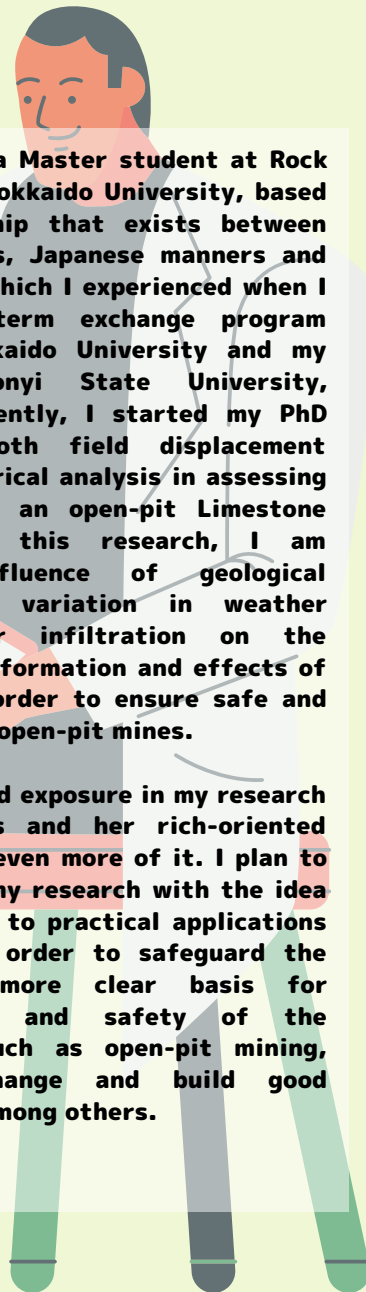 a Master student at Rock
okkaido University, based
ip that exists between
s, Japanese manners and
hich I experienced when I
term exchange program
kaido University and my
onyi State University,
ently, I started my PhD
oth field displacement
rical analysis in assessing
an open-pit Limestone
this research, I am
fluence of geological
variation in weather
r infiltration on the
formation and effects of
order to ensure safe and
open-pit mines.
d exposure in my research
s and her rich-oriented
even more of it. I plan to
my research with the idea
to practical applications
order to safeguard the
more clear basis for
and safety of the
uch as open-pit mining,
hange and build good
mong others.